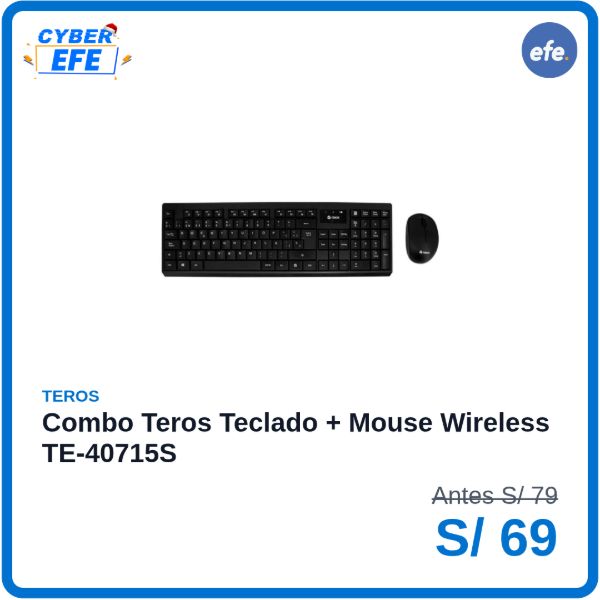 CYBER
EFE
efe.
TEROS
Combo Teros Teclado + Mouse Wireless
TE-40715S
Antes S/ 79
S/ 69